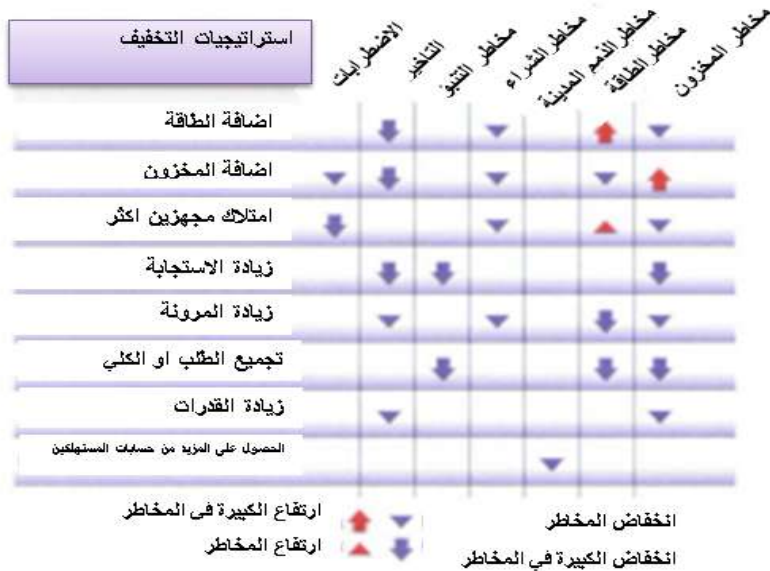 استراتيجيات التخفيف
الاضطرابات
التاخير
مخاطر التنبؤ
مخاطر الشراء
مخاطر الذمم المدينة
مخاطر الطاقة
مخاطر المخزون
اضافة الطاقة
اضافة المخزون
امتلاك مجهزين اكثر
زيادة الاستجابة
زيادة المرونة
تجميع الطلب او الكلي
زيادة القدرات
الحصول على المزيد من حسابات المستهلكين
ارتفاع الكبيرة في المخاطر
انخفاض المخاطر
ارتفاع المخاطر
انخفاض الكبيرة في المخاطر